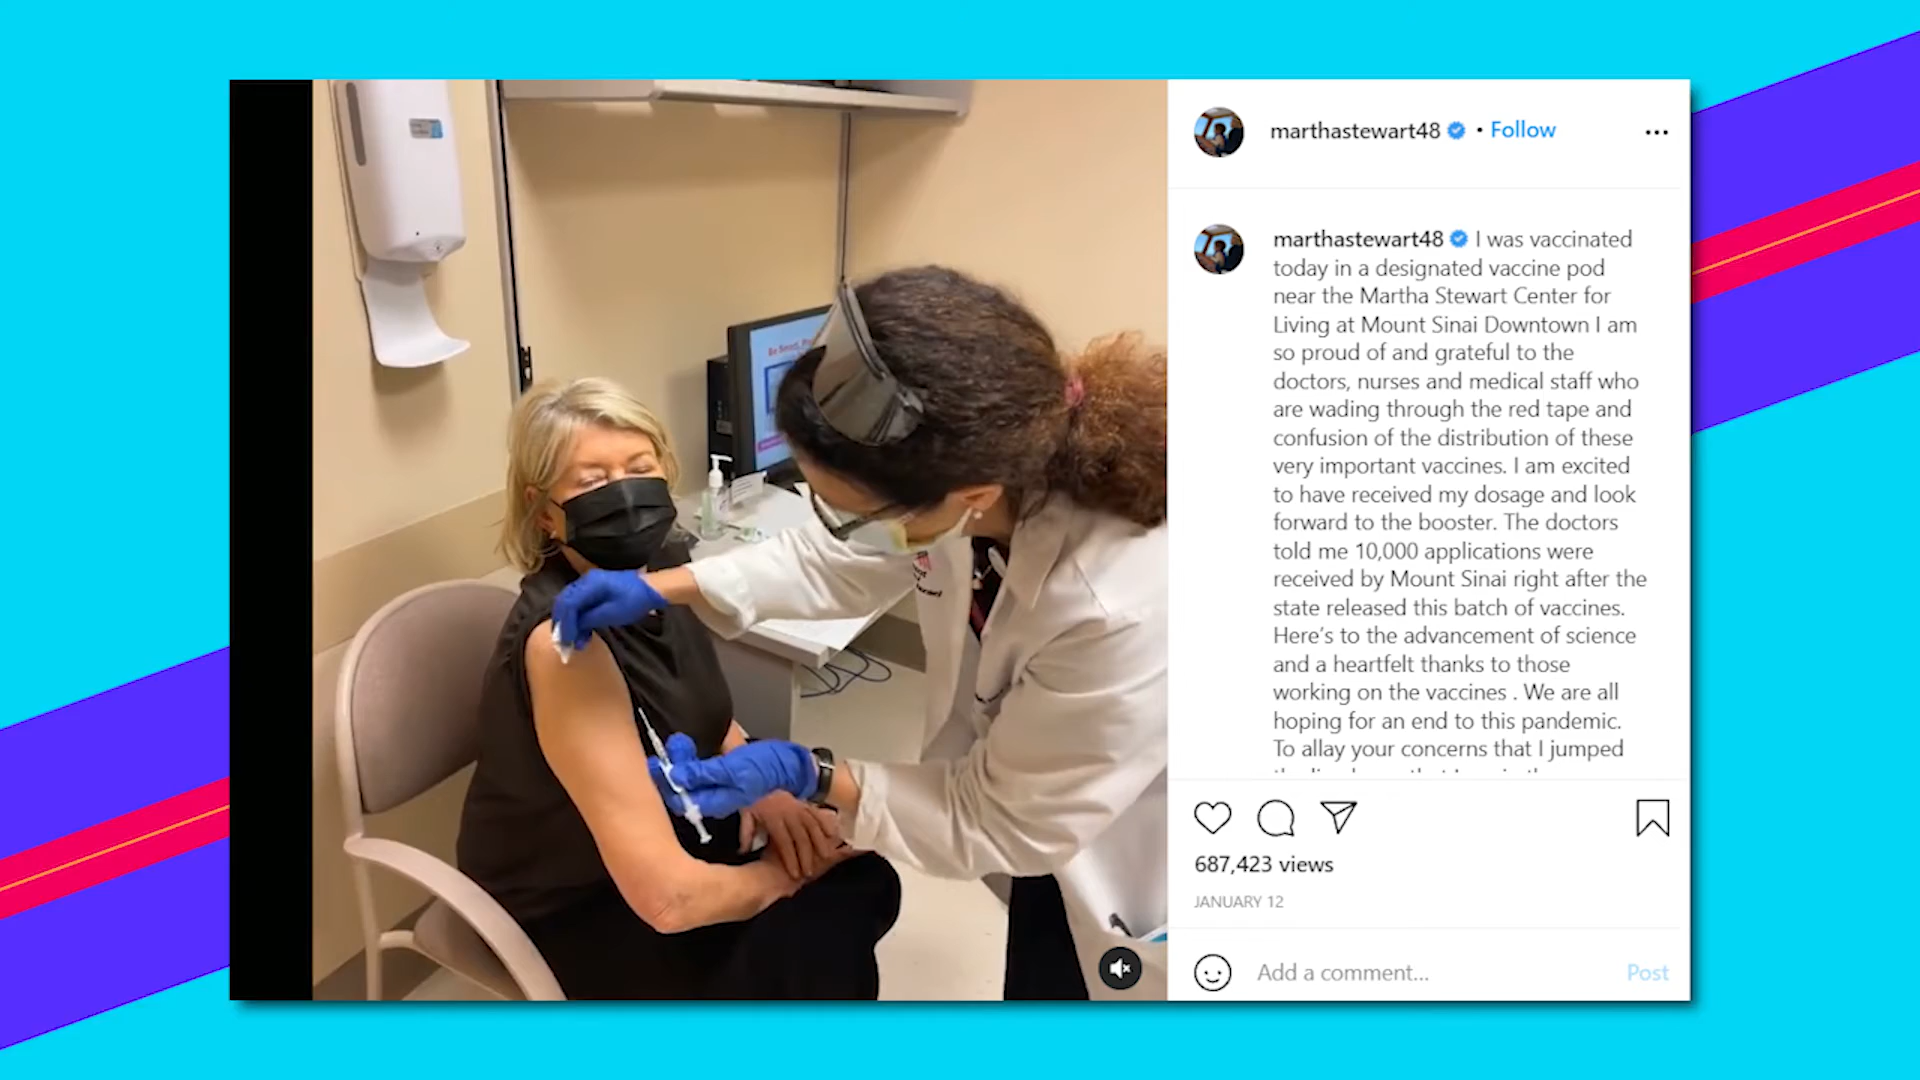 marthastewart48 • Follow
marthastewart48 I was vaccinated
today in a designated vaccine pod
near the Martha Stewart Center for
Living at Mount Sinai Downtown I am
so proud of and grateful to the
doctors, nurses and medical staff who
are wading through the red tape and
confusion of the distribution of these
very important vaccines. I am excited
to have received my dosage and look
forward to the booster. The doctors
told me 10,000 applications were
received by Mount Sinai right after the
state released this batch of vaccines.
Here's to the advancement of science
and a heartfelt thanks to those
working on the vaccines . We are all
hoping for an end to this pandemic.
To allay your concerns that I jumped
687,423 views
JANUARY 12
Add a comment... Post